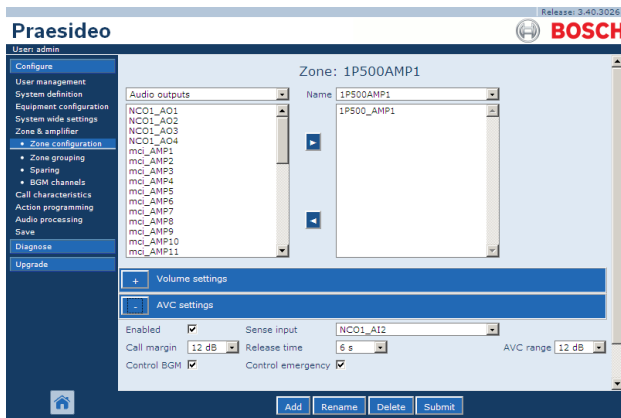 Release: 3.40.3026
Praesideo
BOSCH
User: admin
Configure
User management
System definition
Equipment configuration
System wide settings
Zone & amplifier
• Zone configuration
• Zone grouping
• Sparing
• BGM channels
Call characteristics
Action programming
Audio processing
Save
Diagnose
Upgrade
Zone: 1P500AMP1
Audio outputs
Name 1P500AMP1
NCO1_AO1
NCO1_AO2
NCO1_AO3
NCO1_AO4
mci_AMP1
mci_AMP2
mci_AMP3
mci_AMP4
mci_AMP5
mci_AMP6
mci_AMP7
mci_AMP8
mci_AMP9
mci_AMP10
mci_AMP11
1P500_AMP1
+ Volume settings
- AVC settings
Enabled Sense input NCO1_AI2
Call margin 12 dB Release time 6 s AVC range 12 dB
Control BGM Control emergency
Add Rename Delete Submit